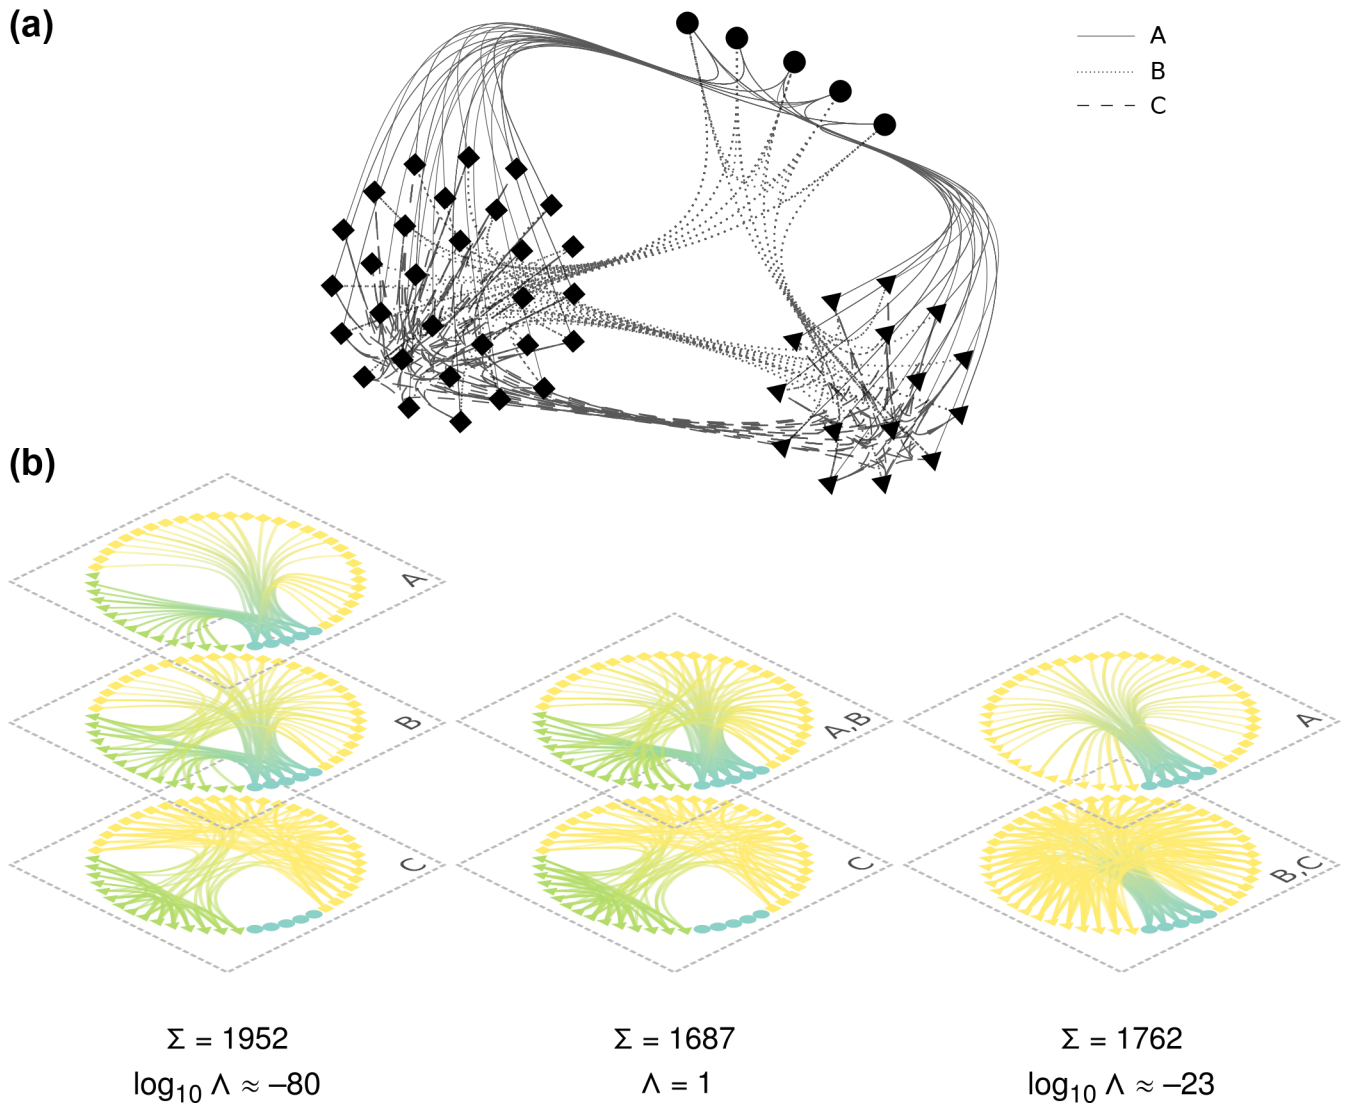 (a)
A
B
C
(b)
A
B
C
A,B
C
A
B,C
Σ = 1952
log10 Λ ≈ –80
Σ = 1687
Λ = 1
Σ = 1762
log10 Λ ≈ –23